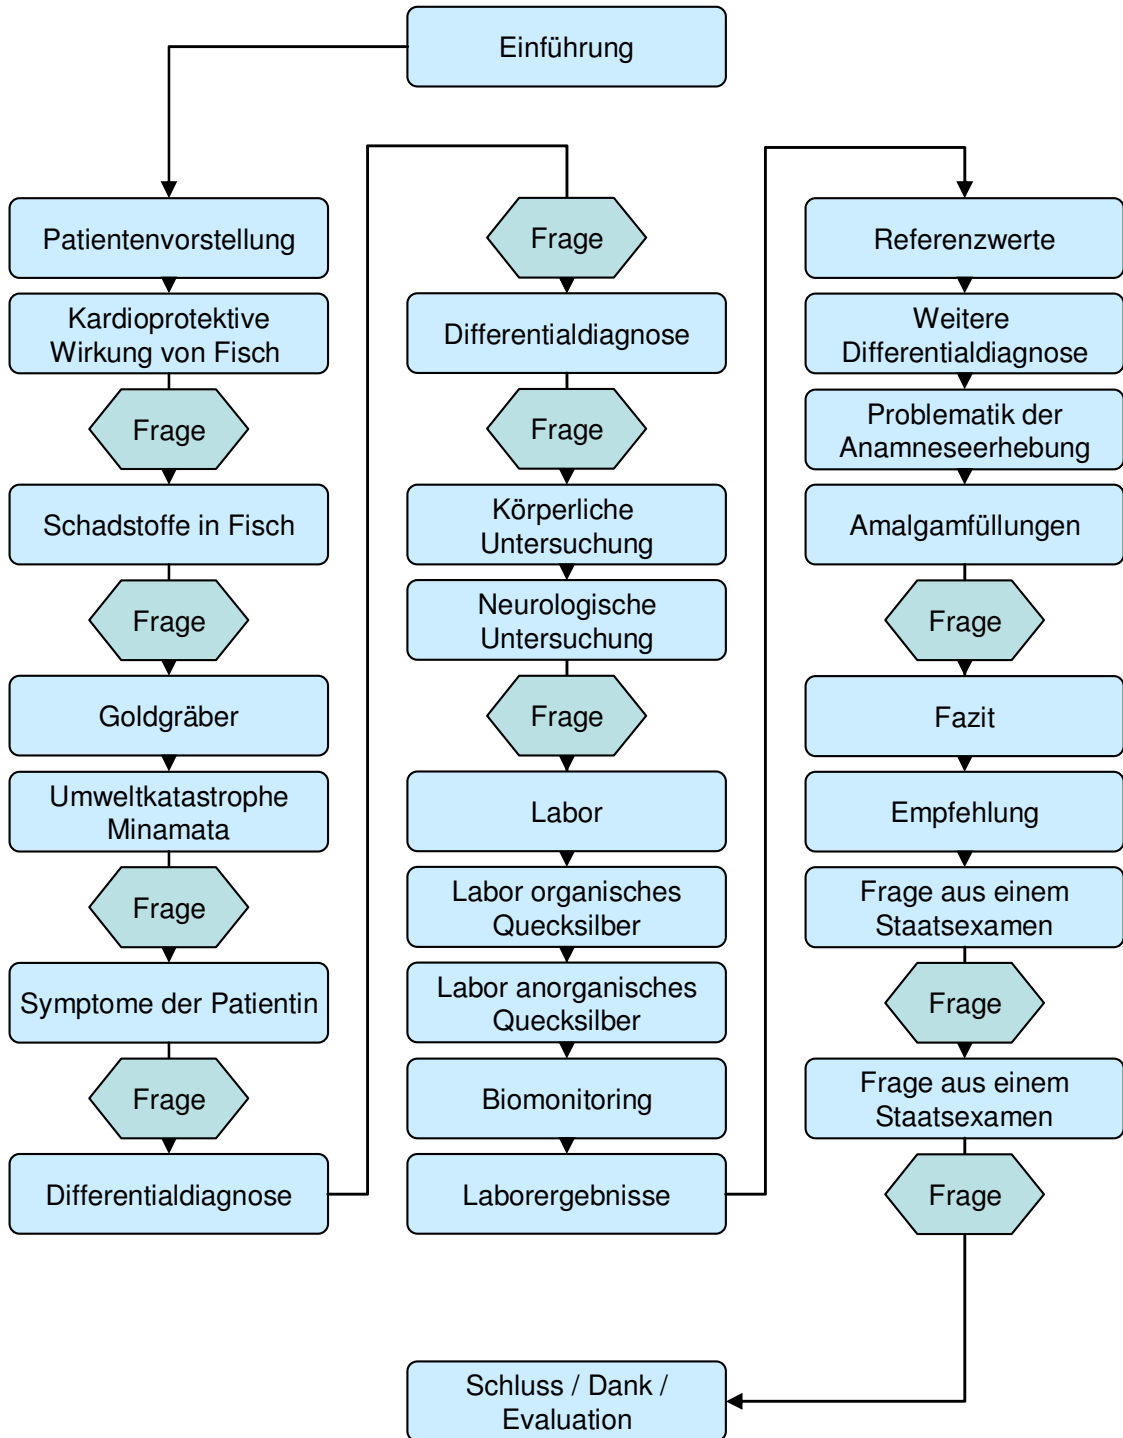 Einführung
Patientenvorstellung
Kardioprotektive
Wirkung von Fisch
Frage
Schadstoffe in Fisch
Frage
Goldgräber
Umweltkatastrophe
Minamata
Frage
Symptome der Patientin
Frage
Differentialdiagnose
Frage
Differentialdiagnose
Frage
Körperliche
Untersuchung
Neurologische
Untersuchung
Frage
Labor
Labor organisches
Quecksilber
Labor anorganisches
Quecksilber
Biomonitoring
Laborergebnisse
Referenzwerte
Weitere
Differentialdiagnose
Problematik der
Anamneseerhebung
Amalgamfüllungen
Frage
Fazit
Empfehlung
Frage aus einem
Staatsexamen
Frage
Frage aus einem
Staatsexamen
Frage
Schluss / Dank /
Evaluation